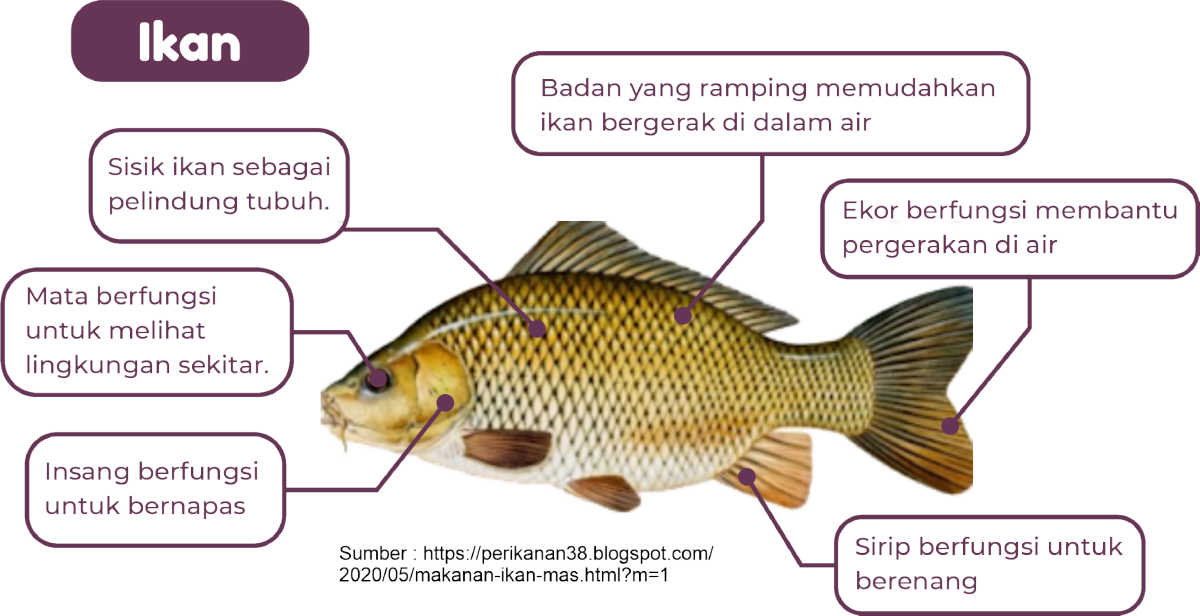 Ikan
Badan yang ramping memudahkan
ikan bergerak di dalam air
Sisik ikan sebagai
pelindung tubuh.
Ekor berfungsi membantu
pergerakan di air
Mata berfungsi
untuk melihat
lingkungan sekitar.
Insang berfungsi
untuk bernapas
Sumber : https://perikanan38.blogspot.com/
2020/05/makanan-ikan-mas.html?m=1
Sirip berfungsi untuk
berenang